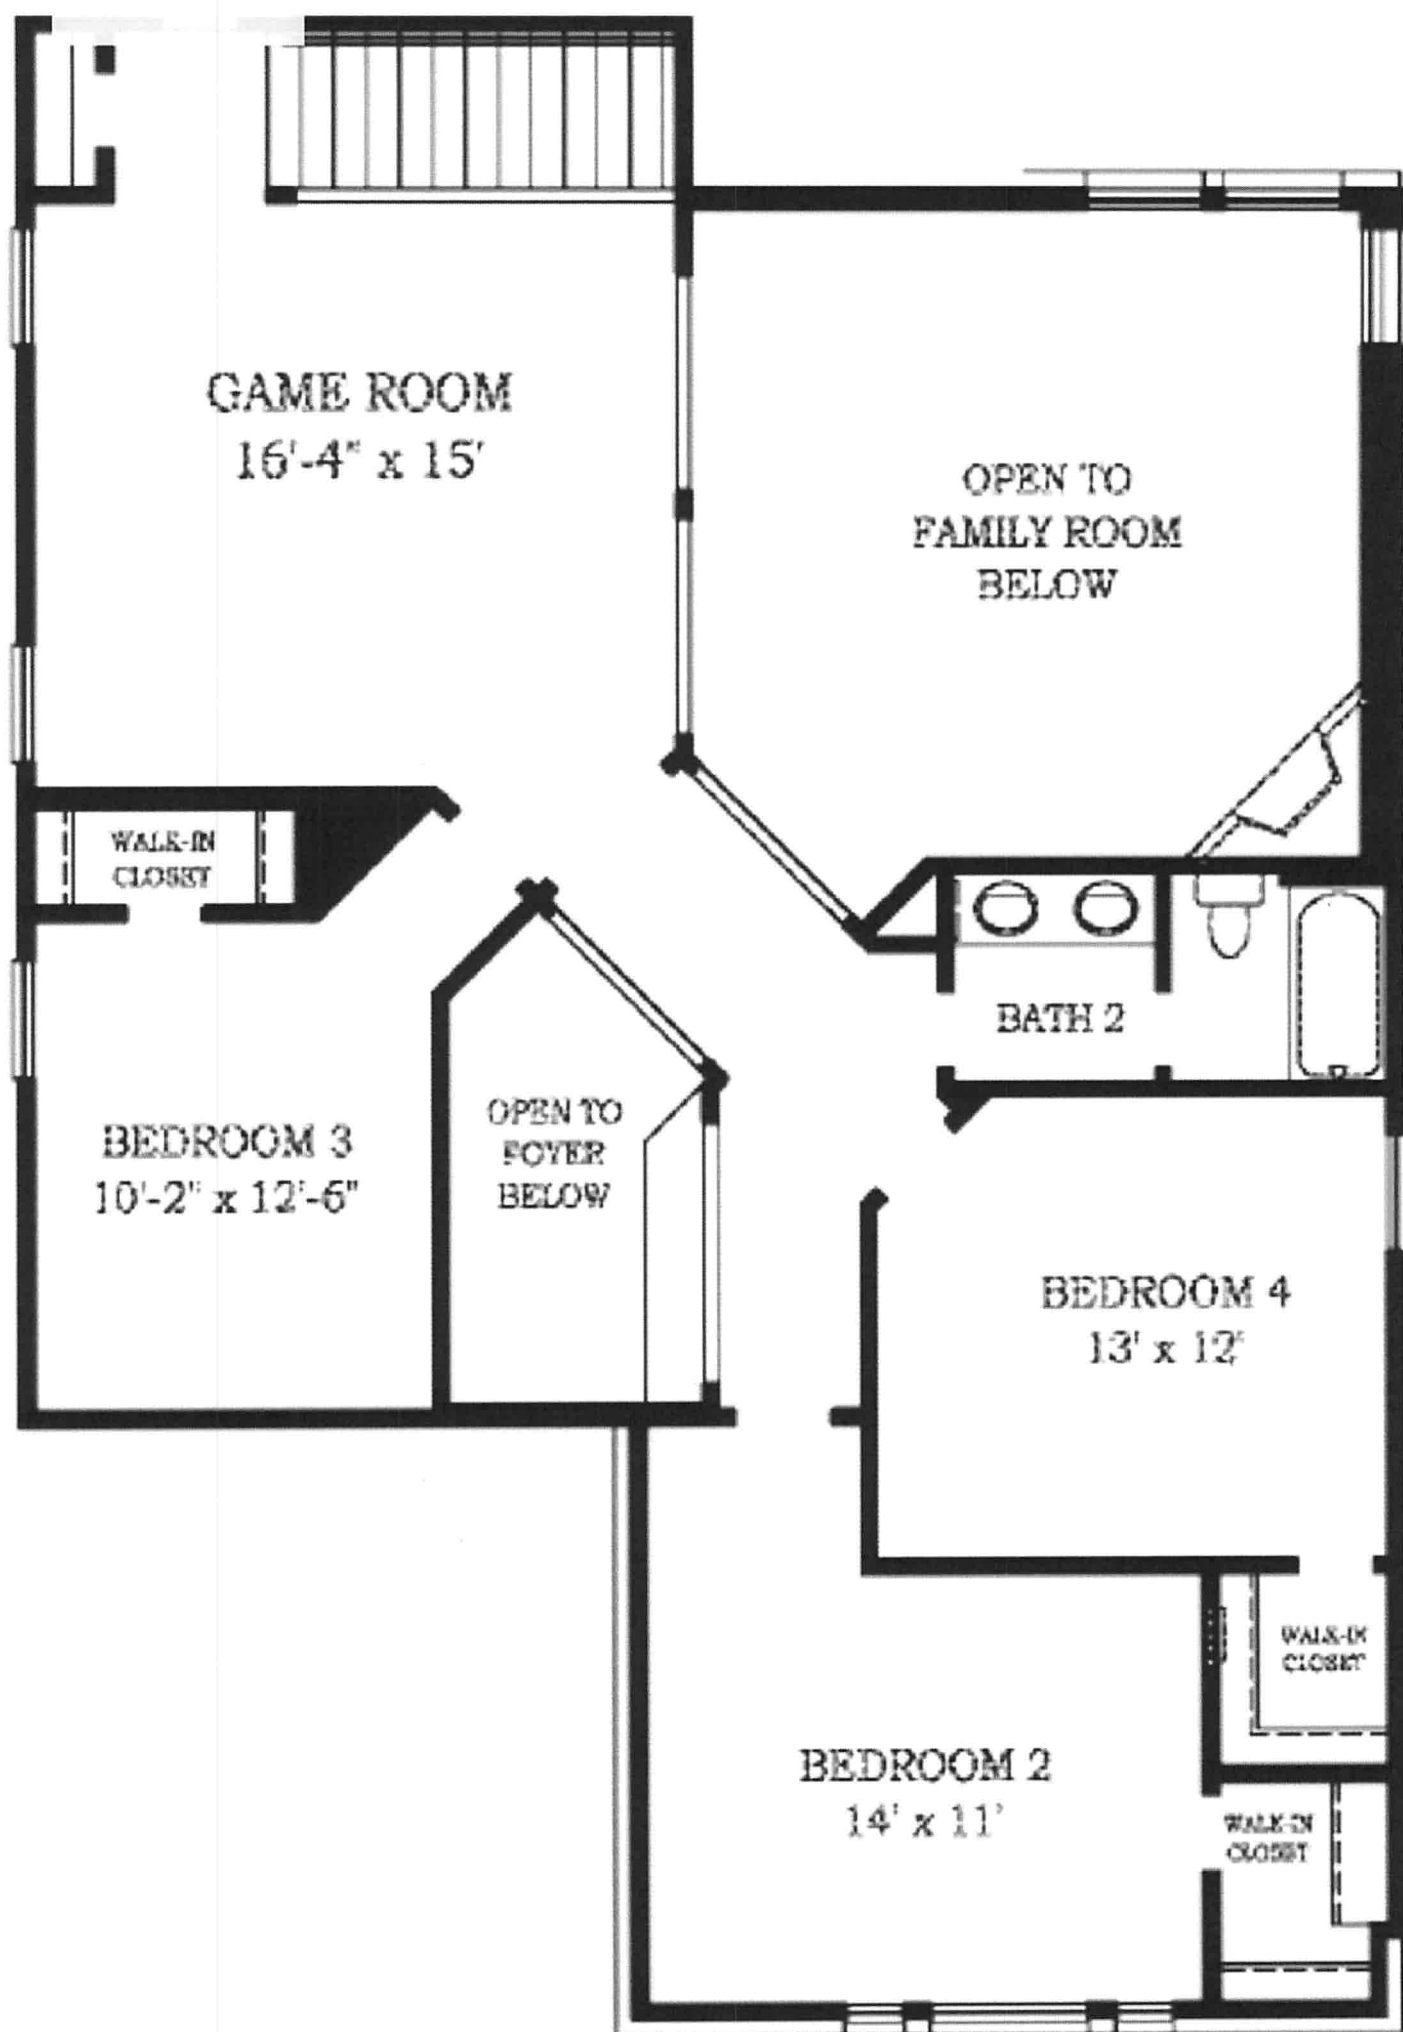 GAME ROOM
16'-4" x 15'
OPEN TO
FAMILY ROOM
BELOW
WALK-IN
CLOSET
BATH 2
OPEN TO
FOYER
BELOW
BEDROOM 3
10'-2" x 12'-6"
BEDROOM 4
13' x 12'
WALK-IN
CLOSET
BEDROOM 2
14' x 11'
WALK-IN
CLOSET